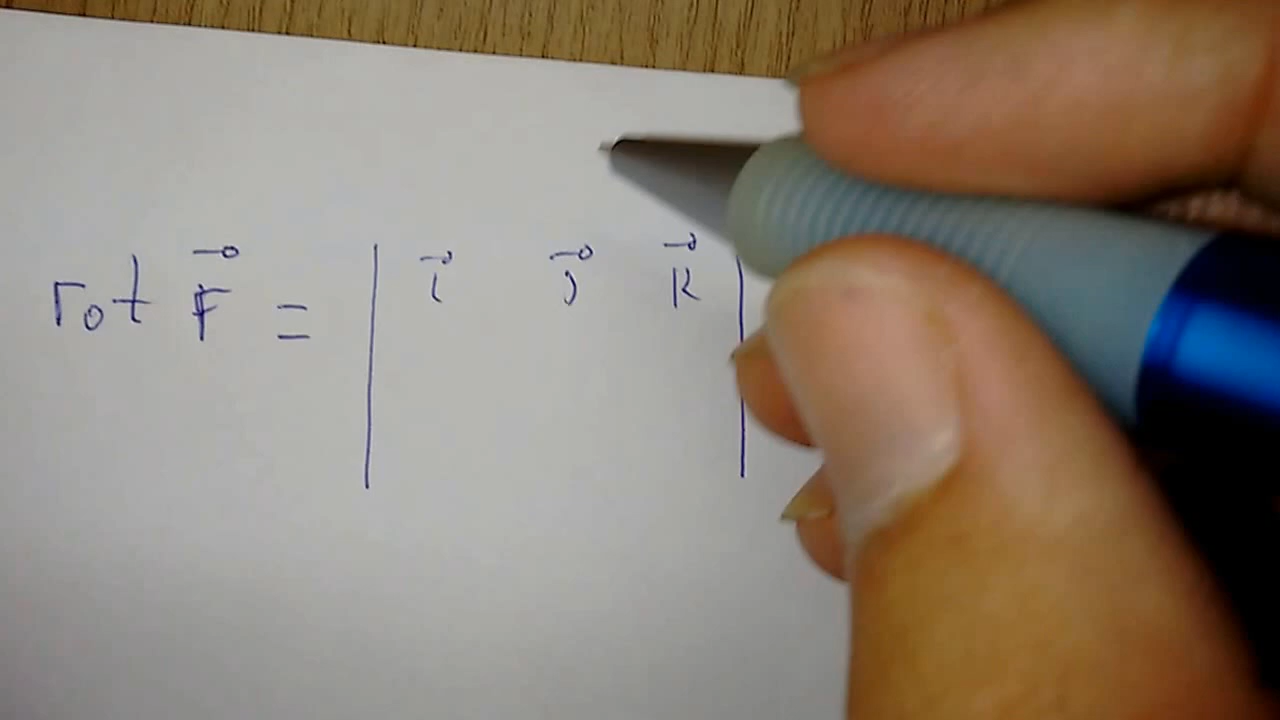 rot F⃗ = | i⃗ j⃗ k⃗ |